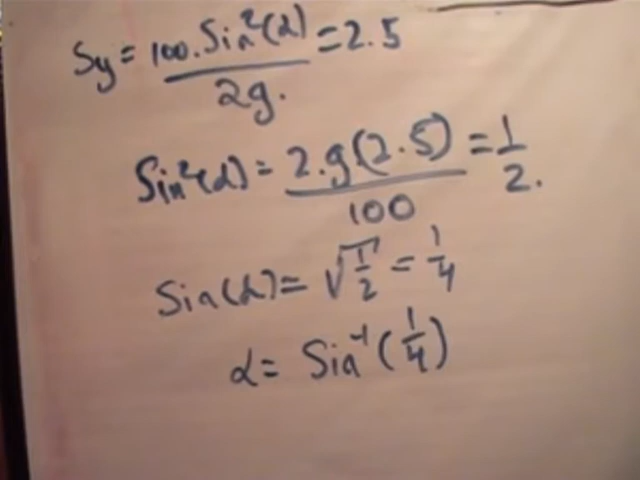 Sy = 100.Sin²(α)/2g. = 2.5
Sin²(α) = 2.g(2.5)/100 = 1/2.
Sin(α) = √1/2 = 1/4
α = Sin⁻¹(1/4)